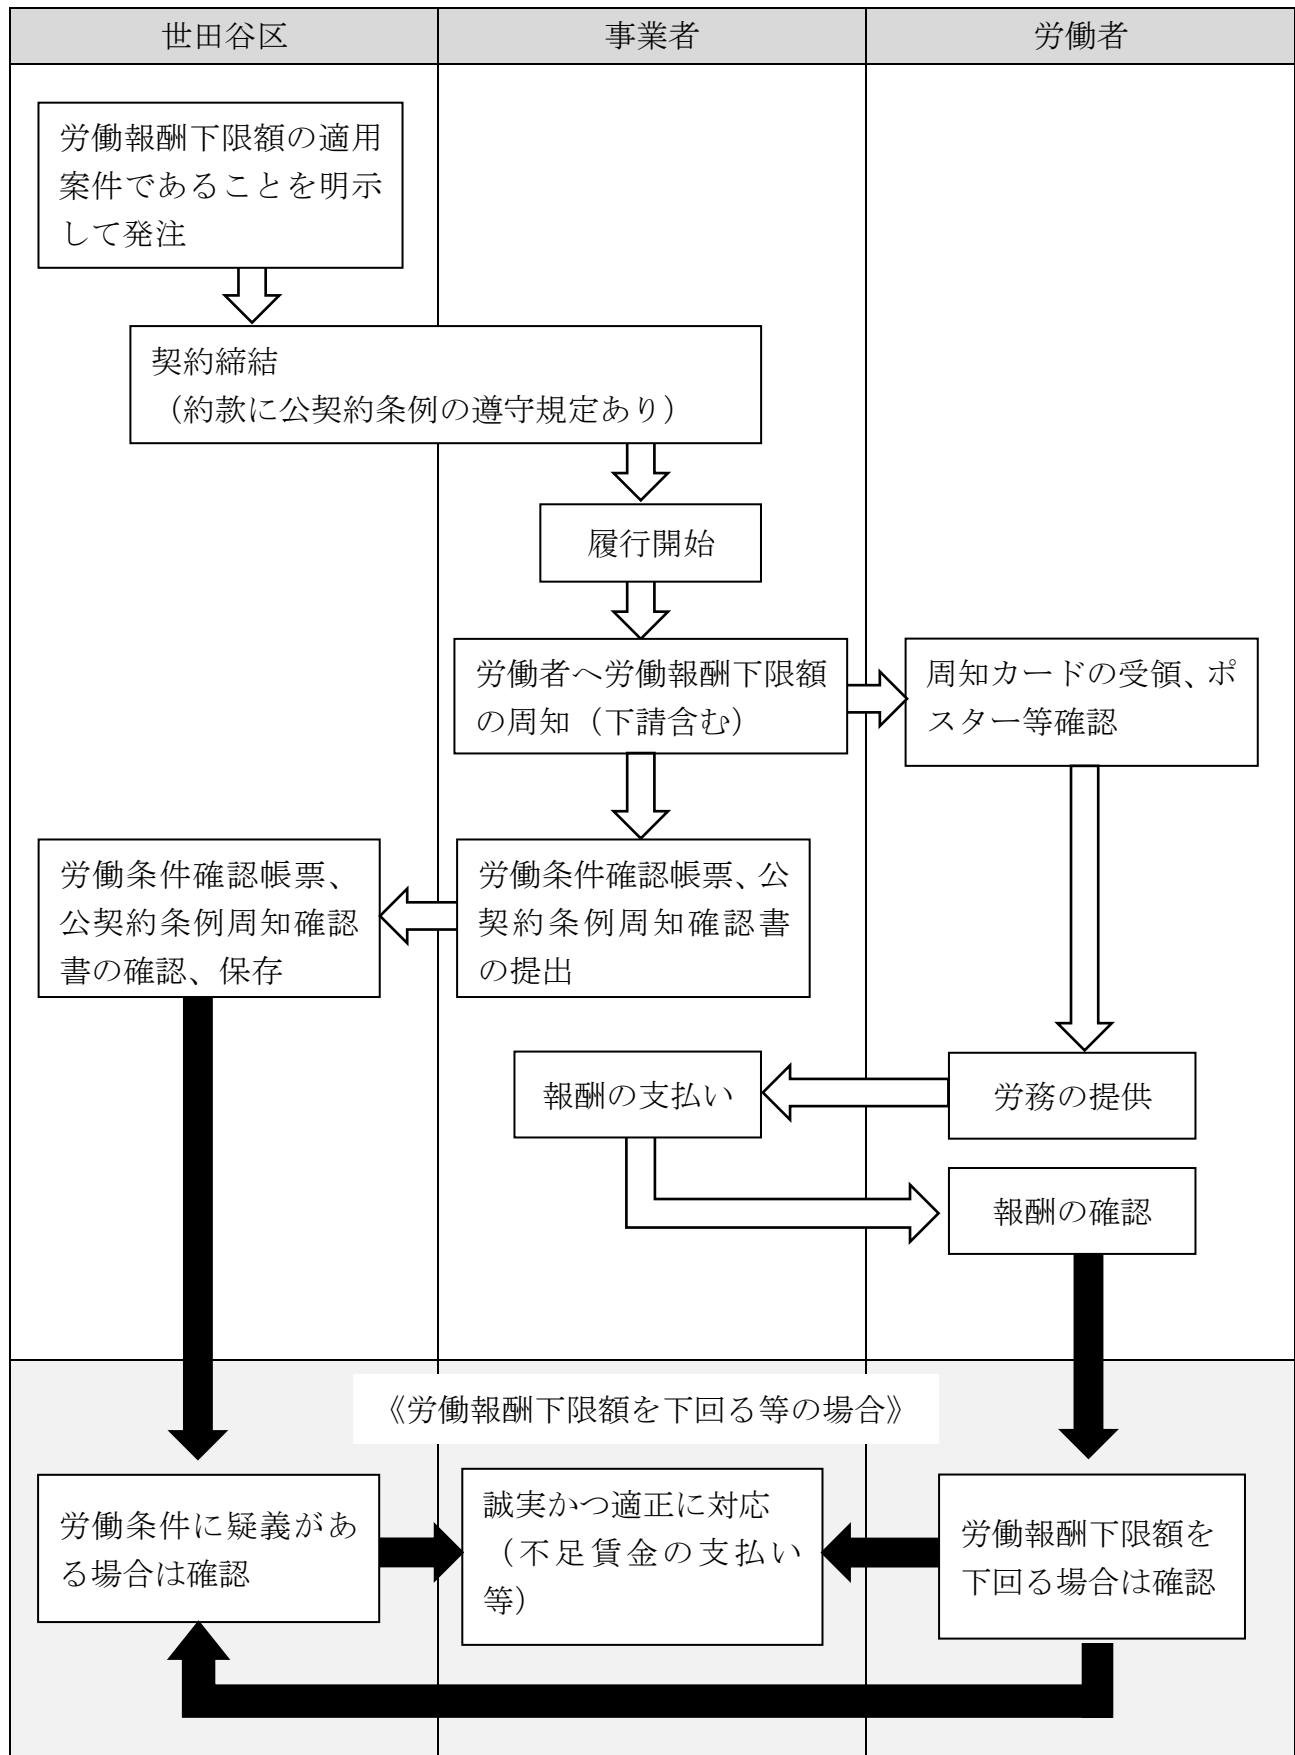 世田谷区
事業者
労働者
労働報酬下限額の適用
案件であることを明示
して発注
契約締結
（約款に公契約条例の遵守規定あり）
履行開始
労働者へ労働報酬下限額
の周知（下請含む）
周知カードの受領、ポ
スター等確認
労働条件確認帳票、
公契約条例周知確認
書の確認、保存
労働条件確認帳票、公
契約条例周知確認書
の提出
報酬の支払い
労務の提供
報酬の確認
《労働報酬下限額を下回る等の場合》
労働条件に疑義があ
る場合は確認
誠実かつ適正に対応
（不足賃金の支払い
等）
労働報酬下限額を
下回る場合は確認